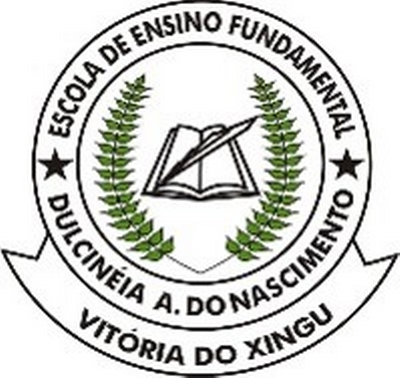 ESCOLA DE ENSINO FUNDAMENTAL
DULCINÉIA A. DO NASCIMENTO
VITÓRIA DO XINGU